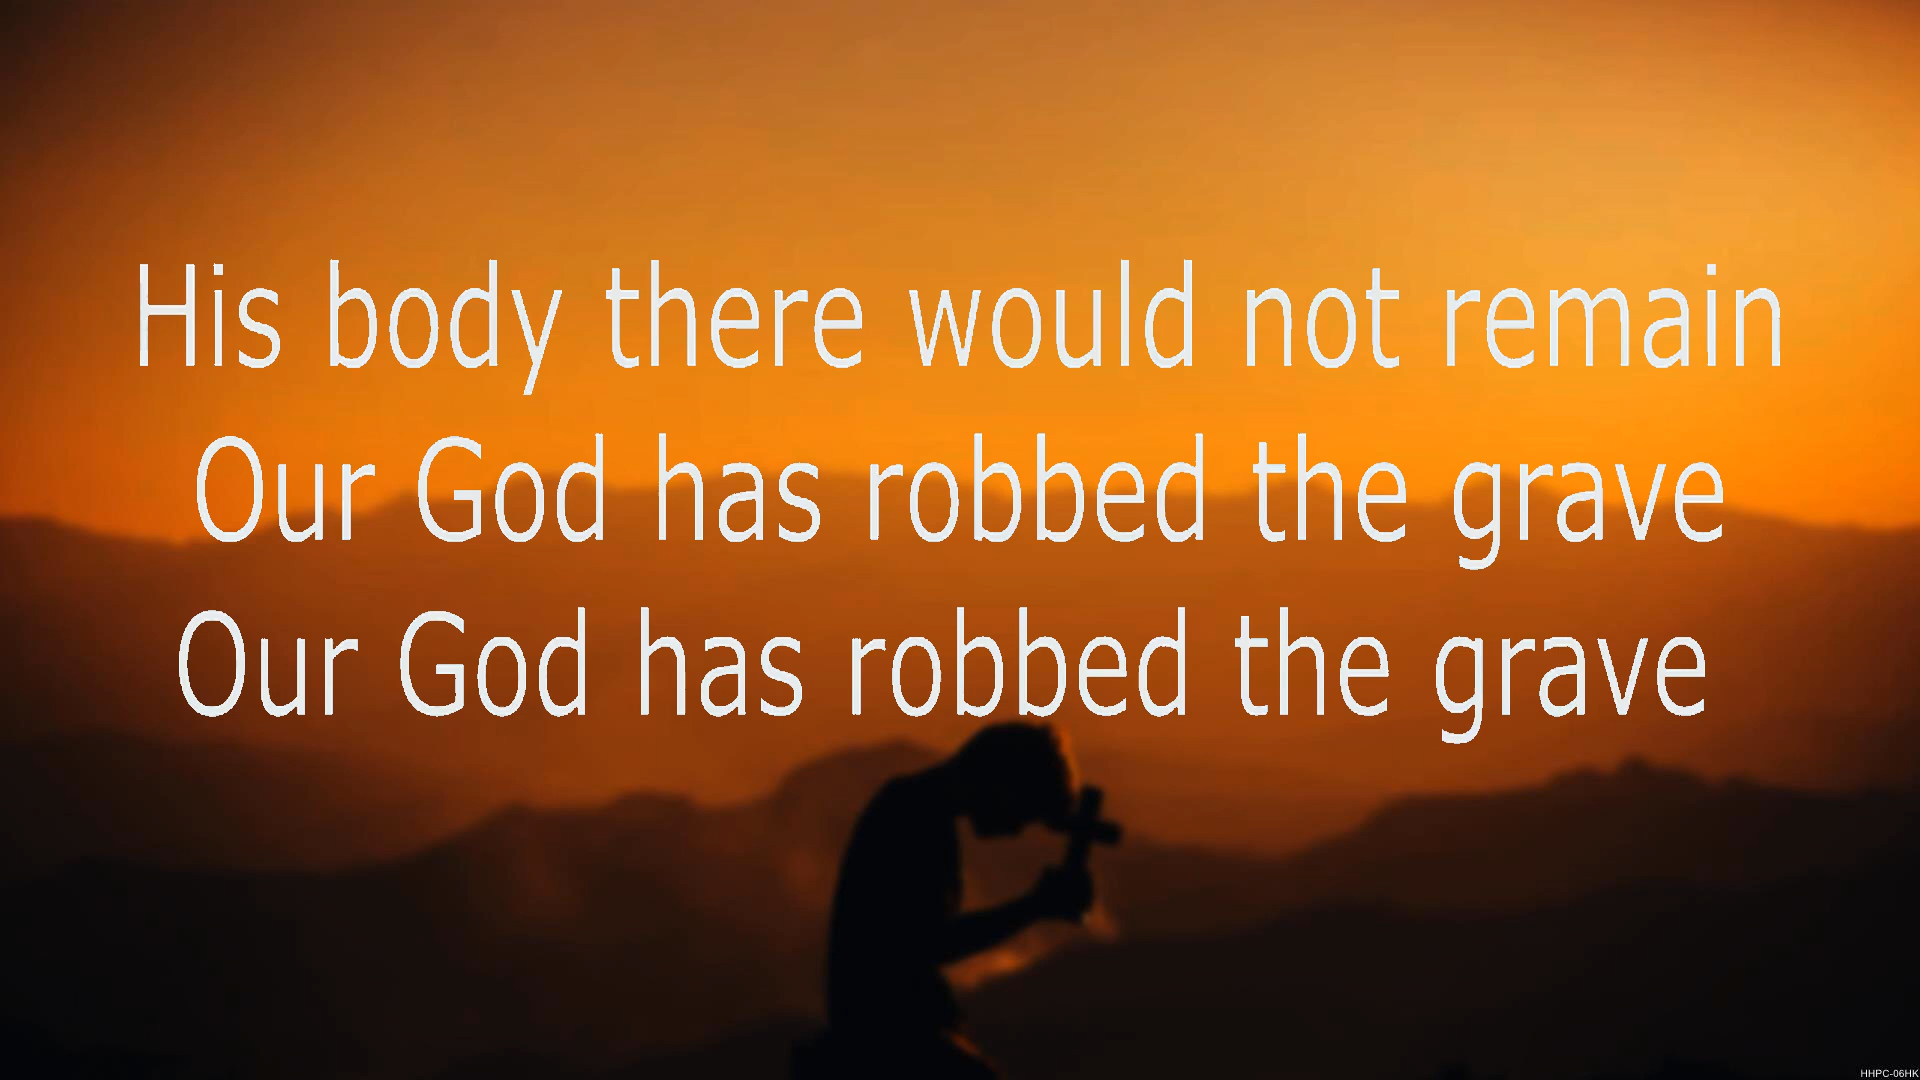 His body there would not remain
Our God has robbed the grave
Our God has robbed the grave
HHPC-06HK